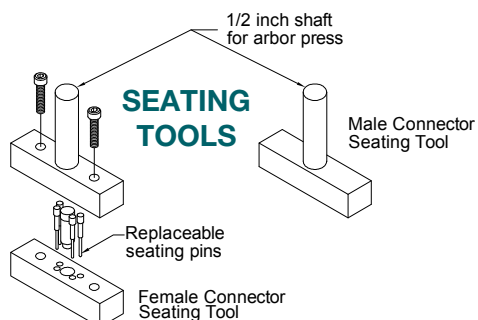 1/2 inch shaft
for arbor press
SEATING
TOOLS
Male Connector
Seating Tool
Replaceable
seating pins
Female Connector
Seating Tool